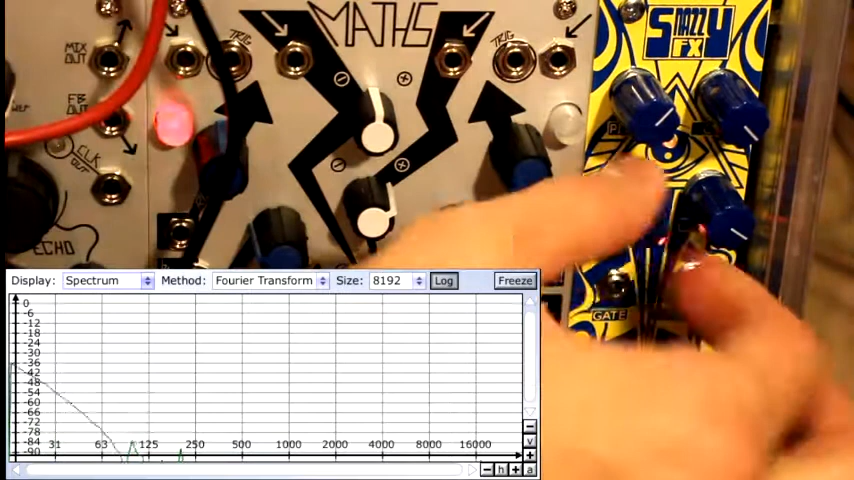 MATHS
SNAZZY
FX
TRIG
TRIG
MIX
OUT
FB
OUT
CLK
OUT
ECHO
GATE
Display: Spectrum Method: Fourier Transform Size: 8192 Log Freeze
0
-6
-12
-18
-24
-30
-36
-42
-48
-54
-60
-66
-72
-78
-84
-90
31 63 125 250 500 1000 2000 4000 8000 16000
- v +
- h + a